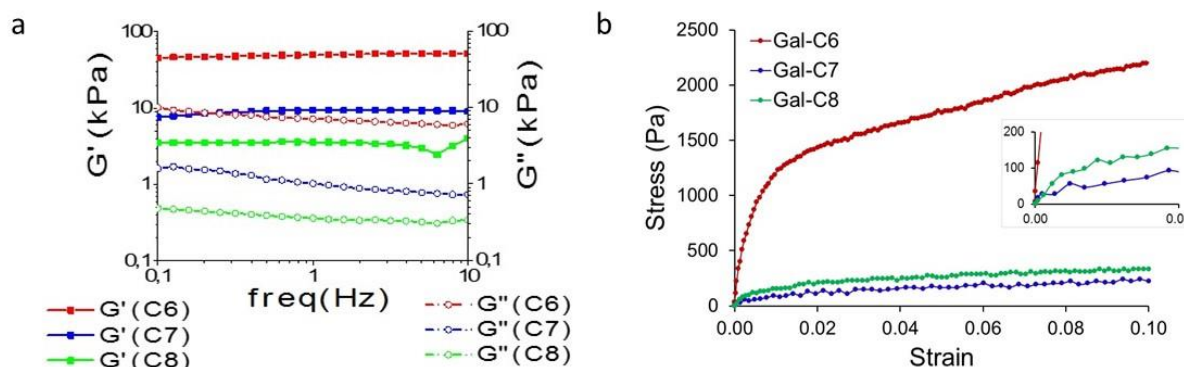 a
100
10
1
0,1
G' (kPa)
100
10
1
0,1
G" (kPa)
0,1
1
10
freq(Hz)
G' (C6)
G' (C7)
G' (C8)
G" (C6)
G" (C7)
G" (C8)
b
2500
2000
1500
1000
500
0
Stress (Pa)
Gal-C6
Gal-C7
Gal-C8
200
100
0
0.00
0.0
0.00
0.02
0.04
0.06
0.08
0.10
Strain